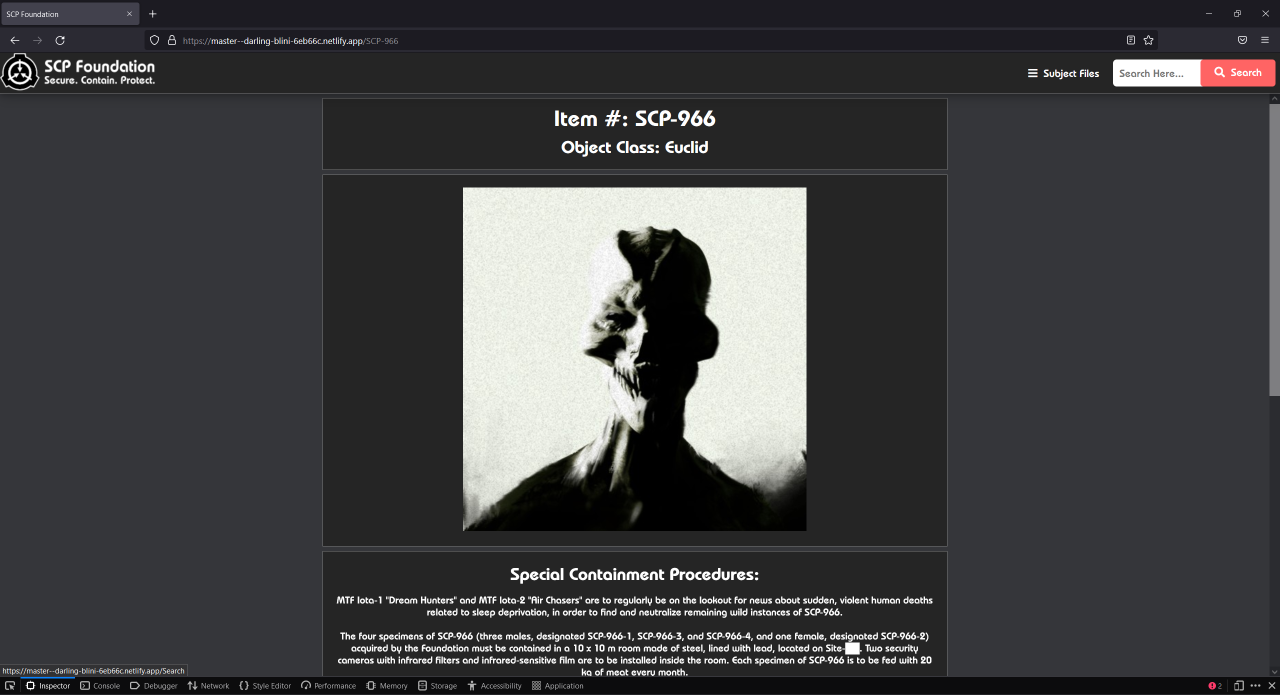 SCP Foundation
https://master--darling-blini-6eb66c.netlify.app/SCP-966
SCP Foundation
Secure. Contain. Protect.
Subject Files
Search Here...
Search
Item #: SCP-966
Object Class: Euclid
Special Containment Procedures:
MTF Iota-1 "Dream Hunters" and MTF Iota-2 "Air Chasers" are to regularly be on the lookout for news about sudden, violent human deaths
related to sleep deprivation, in order to find and neutralize remaining wild instances of SCP-966.
The four specimens of SCP-966 (three males, designated SCP-966-1, SCP-966-3, and SCP-966-4, and one female, designated SCP-966-2)
acquired by the Foundation must be contained in a 10 x 10 m room made of steel, lined with lead, located on Site-██. Two security
cameras with infrared filters and infrared-sensitive film are to be installed inside the room. Each specimen of SCP-966 is to be fed with 20
kg of meat every month.
https://master--darling-blini-6eb66c.netlify.app/Search
Inspector
Console
Debugger
Network
Style Editor
Performance
Memory
Storage
Accessibility
Application
2